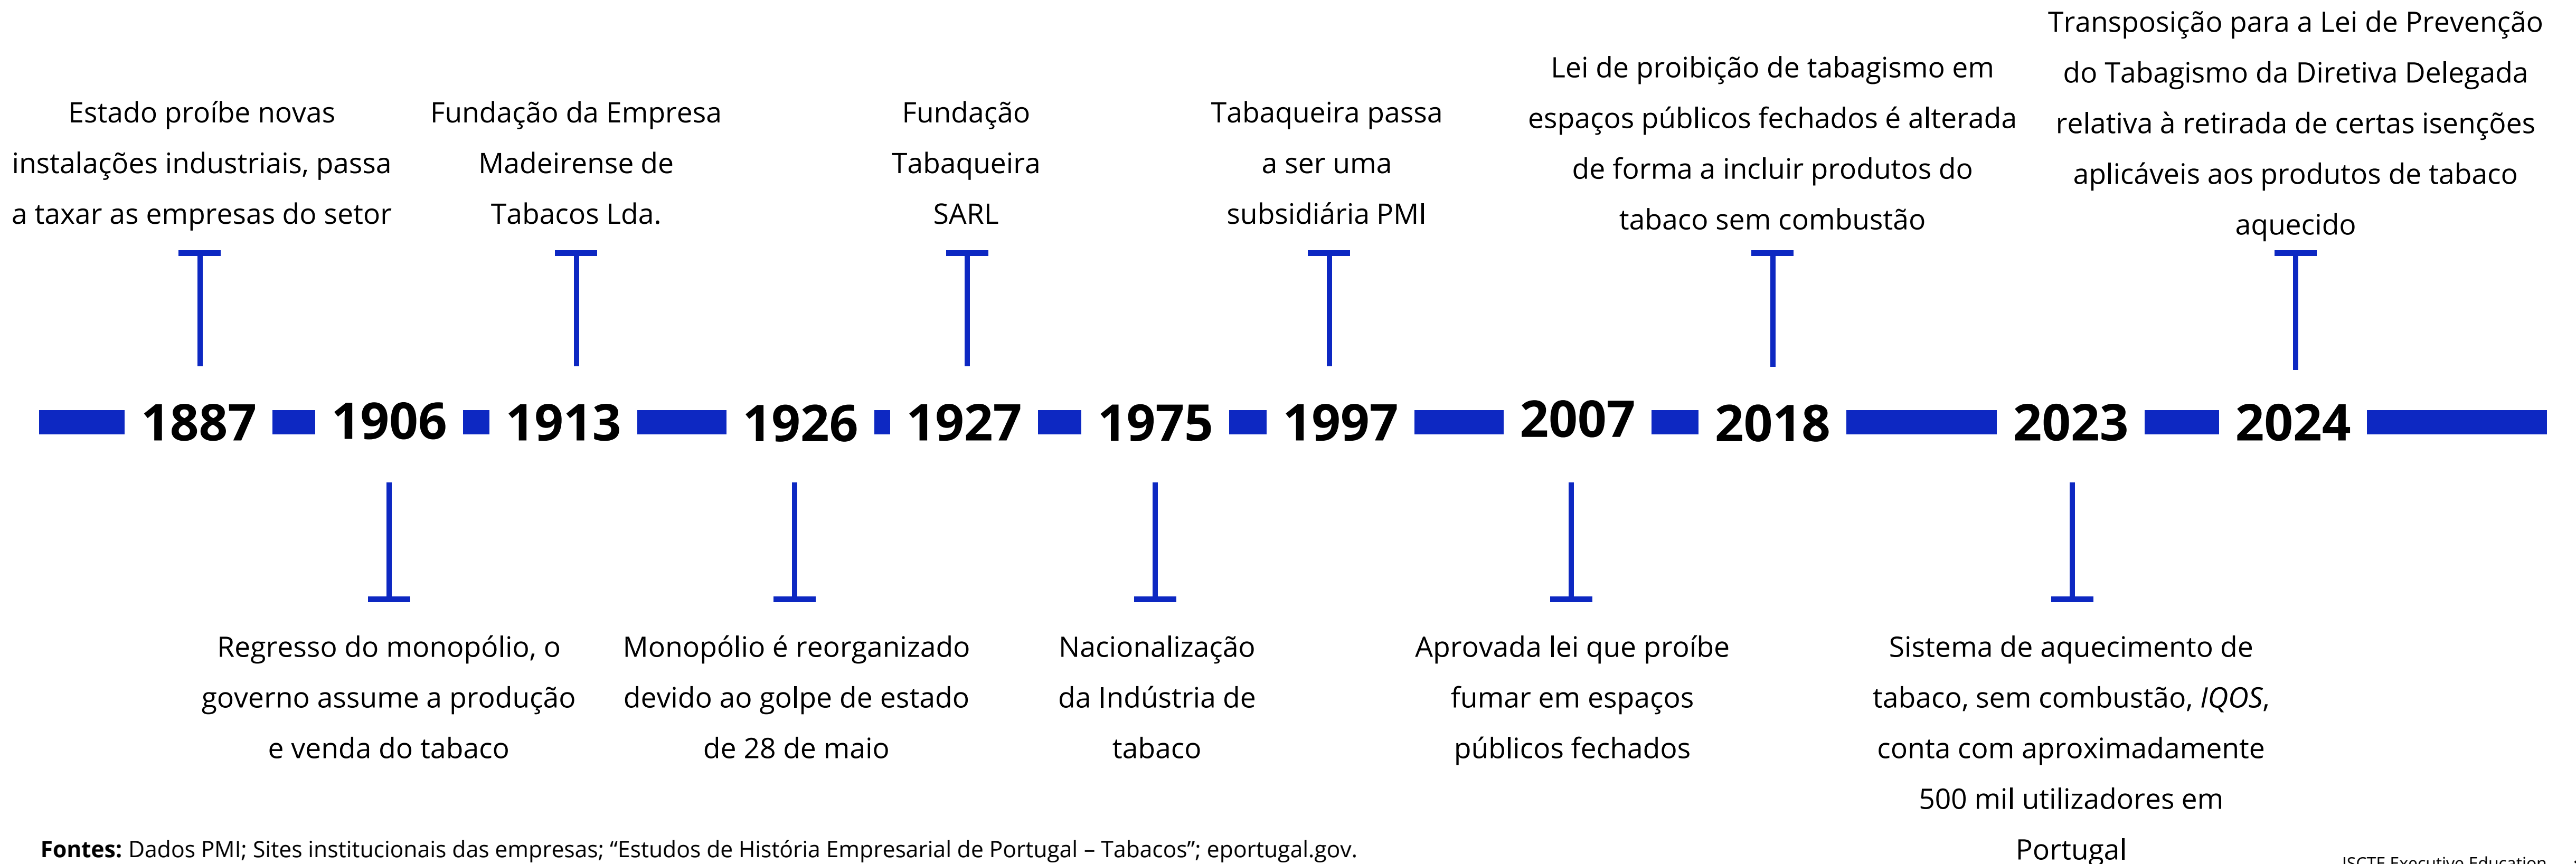 Estado proíbe novas
instalações industriais, passa
a taxar as empresas do setor
Fundação da Empresa
Madeirense de
Tabacos Lda.
Fundação
Tabaqueira
SARL
Tabaqueira passa
a ser uma
subsidiária PMI
Lei de proibição de tabagismo em
espaços públicos fechados é alterada
de forma a incluir produtos do
tabaco sem combustão
Transposição para a Lei de Prevenção
do Tabagismo da Diretiva Delegada
relativa à retirada de certas isenções
aplicáveis aos produtos de tabaco
aquecido
1887 1906 1913 1926 1927 1975 1997 2007 2018 2023 2024
Regresso do monopólio, o
governo assume a produção
e venda do tabaco
Monopólio é reorganizado
devido ao golpe de estado
de 28 de maio
Nacionalização
da Indústria de
tabaco
Aprovada lei que proíbe
fumar em espaços
públicos fechados
Sistema de aquecimento de
tabaco, sem combustão, IQOS,
conta com aproximadamente
500 mil utilizadores em
Portugal
Fontes: Dados PMI; Sites institucionais das empresas; “Estudos de História Empresarial de Portugal – Tabacos”; eportugal.gov.
ISCTE Executive Education